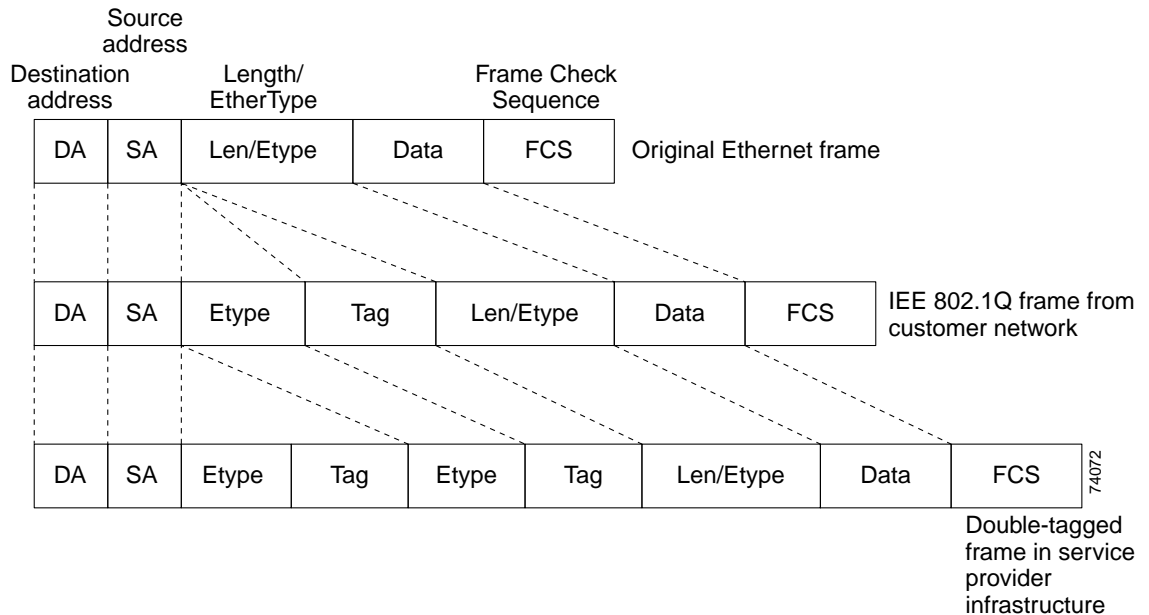 Source
address
Destination
address
Length/
EtherType
Frame Check
Sequence
DA SA Len/Etype Data FCS Original Ethernet frame
DA SA Etype Tag Len/Etype Data FCS
IEE 802.1Q frame from
customer network
DA SA Etype Tag Etype Tag Len/Etype Data FCS
74072
Double-tagged
frame in service
provider
infrastructure